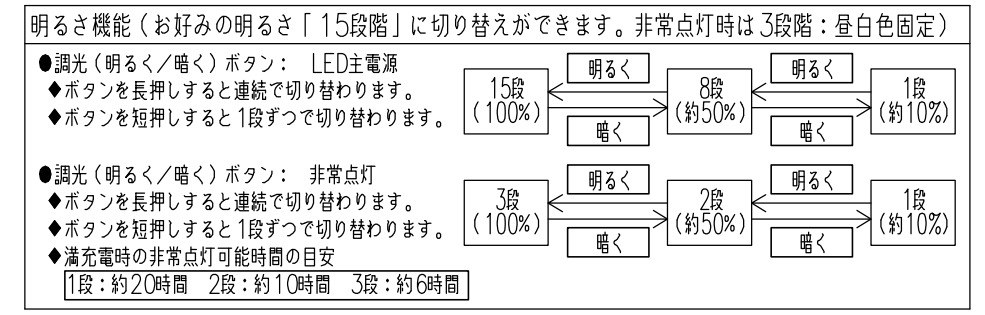 明るさ機能（お好みの明るさ「15段階」に切り替えができます。非常点灯時は3段階：昼白色固定）
●調光（明るく／暗く）ボタン： LED主電源
◆ボタンを長押しすると連続で切り替わります。
◆ボタンを短押しすると1段ずつで切り替わります。
明るく 明るく
15段 8段 1段
(100%) (約50%) (約10%)
暗く 暗く
●調光（明るく／暗く）ボタン： 非常点灯
◆ボタンを長押しすると連続で切り替わります。
◆ボタンを短押しすると1段ずつで切り替わります。
◆満充電時の非常点灯可能時間の目安
1段：約20時間 2段：約10時間 3段：約6時間
明るく 明るく
3段 2段 1段
(100%) (約50%) (約10%)
暗く 暗く